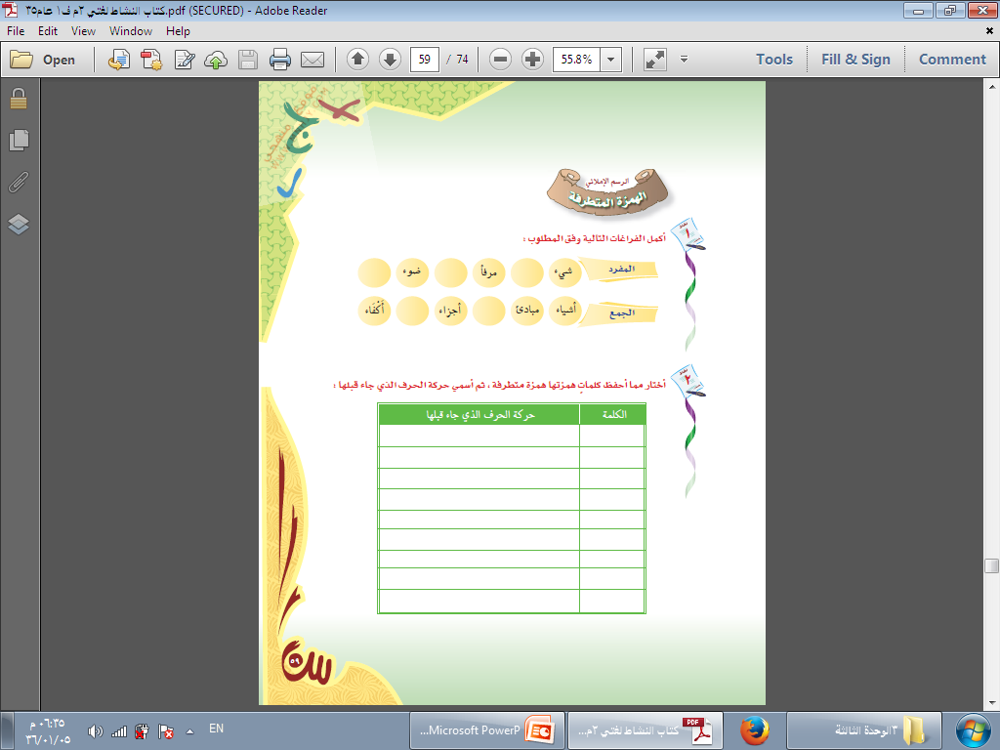 كتاب النشاط لغتي ٢م ف١ عام٣٥.pdf (SECURED) - Adobe Reader
File Edit View Window Help
Open 59 / 74 55.8% Tools Fill & Sign Comment
الرسم الإملائي
الهمزة المتطرفة
١
أكمل الفراغات التالية وفق المطلوب :
المفرد شيء مرفأ ضوء
الجمع أشياء مبادئ أجزاء أَكْفَاء
٢
أختار مما أحفظ كلماتٍ همزتها همزة متطرفة ، ثم أسمي حركة الحرف الذي جاء قبلها :
الكلمة حركة الحرف الذي جاء قبلها
٥٩
٠٦:٣٥ م
٣٦/٠١/٠٥
EN
Microsoft PowerP...
كتاب النشاط لغتي ٢م...
٣الوحدة الثالثة